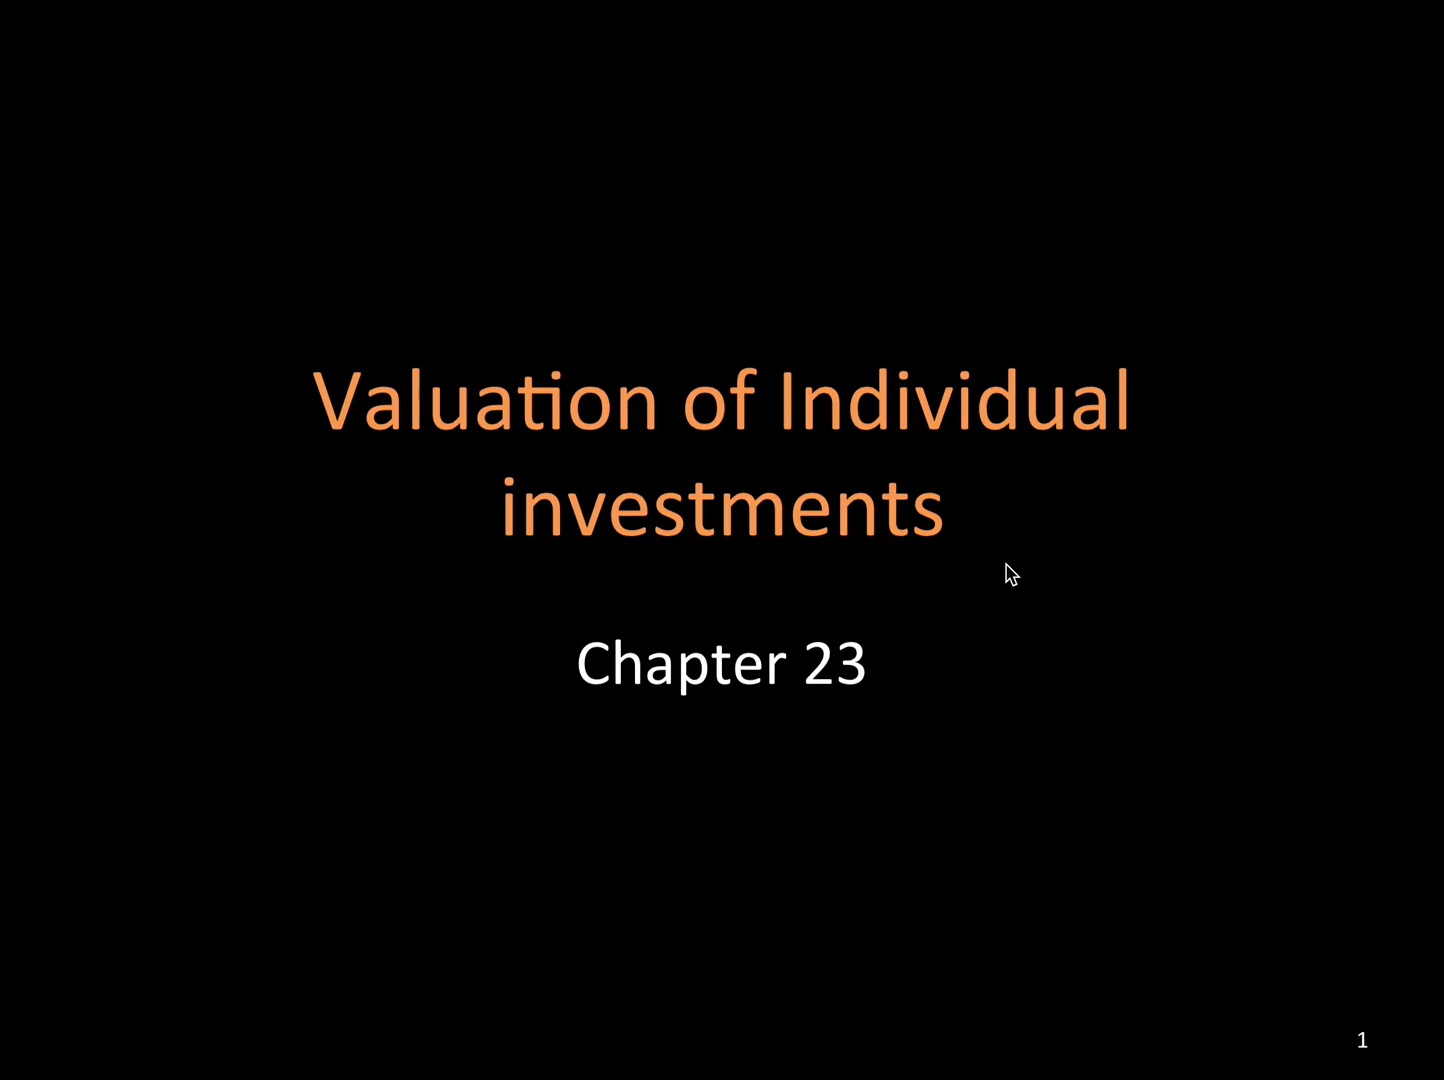 Valuation of Individual
investments
Chapter 23
1